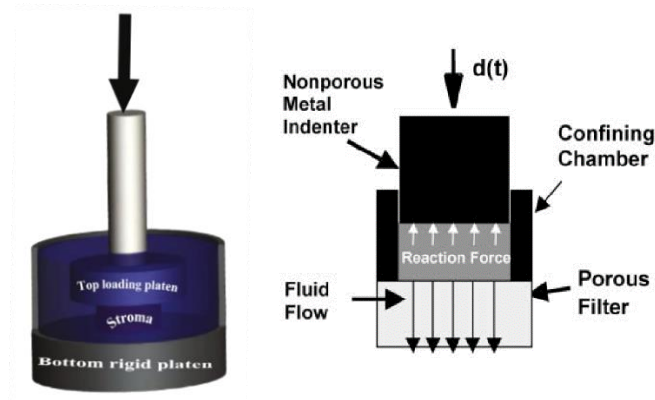 Top loading platen
Stroma
Bottom rigid platen
d(t)
Nonporous
Metal
Indenter
Confining
Chamber
Reaction Force
Fluid
Flow
Porous
Filter